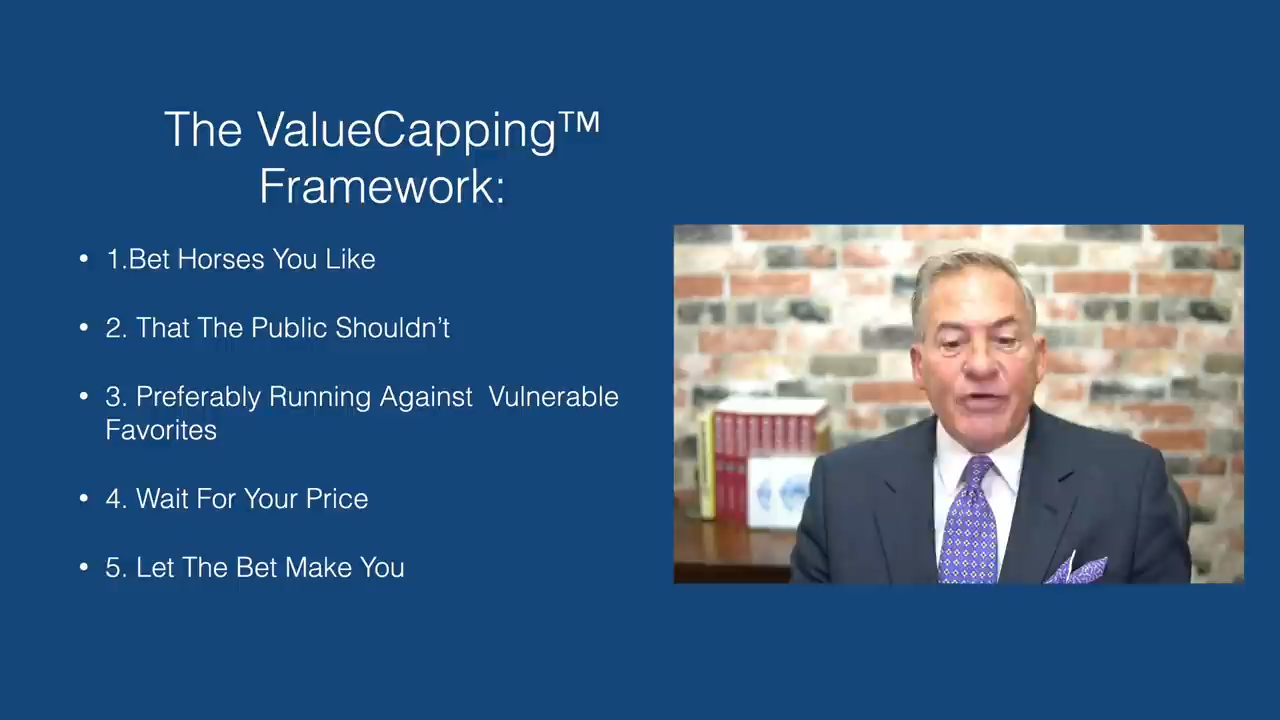 The ValueCapping™
Framework:
• 1.Bet Horses You Like
• 2. That The Public Shouldn’t
• 3. Preferably Running Against  Vulnerable
Favorites
• 4. Wait For Your Price
• 5. Let The Bet Make You